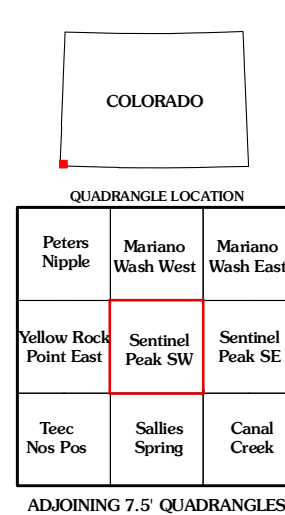 COLORADO
QUADRANGLE LOCATION
Peters
Nipple
Mariano
Wash West
Mariano
Wash East
Yellow Rock
Point East
Sentinel
Peak SW
Sentinel
Peak SE
Teec
Nos Pos
Sallies
Spring
Canal
Creek
ADJOINING 7.5' QUADRANGLES